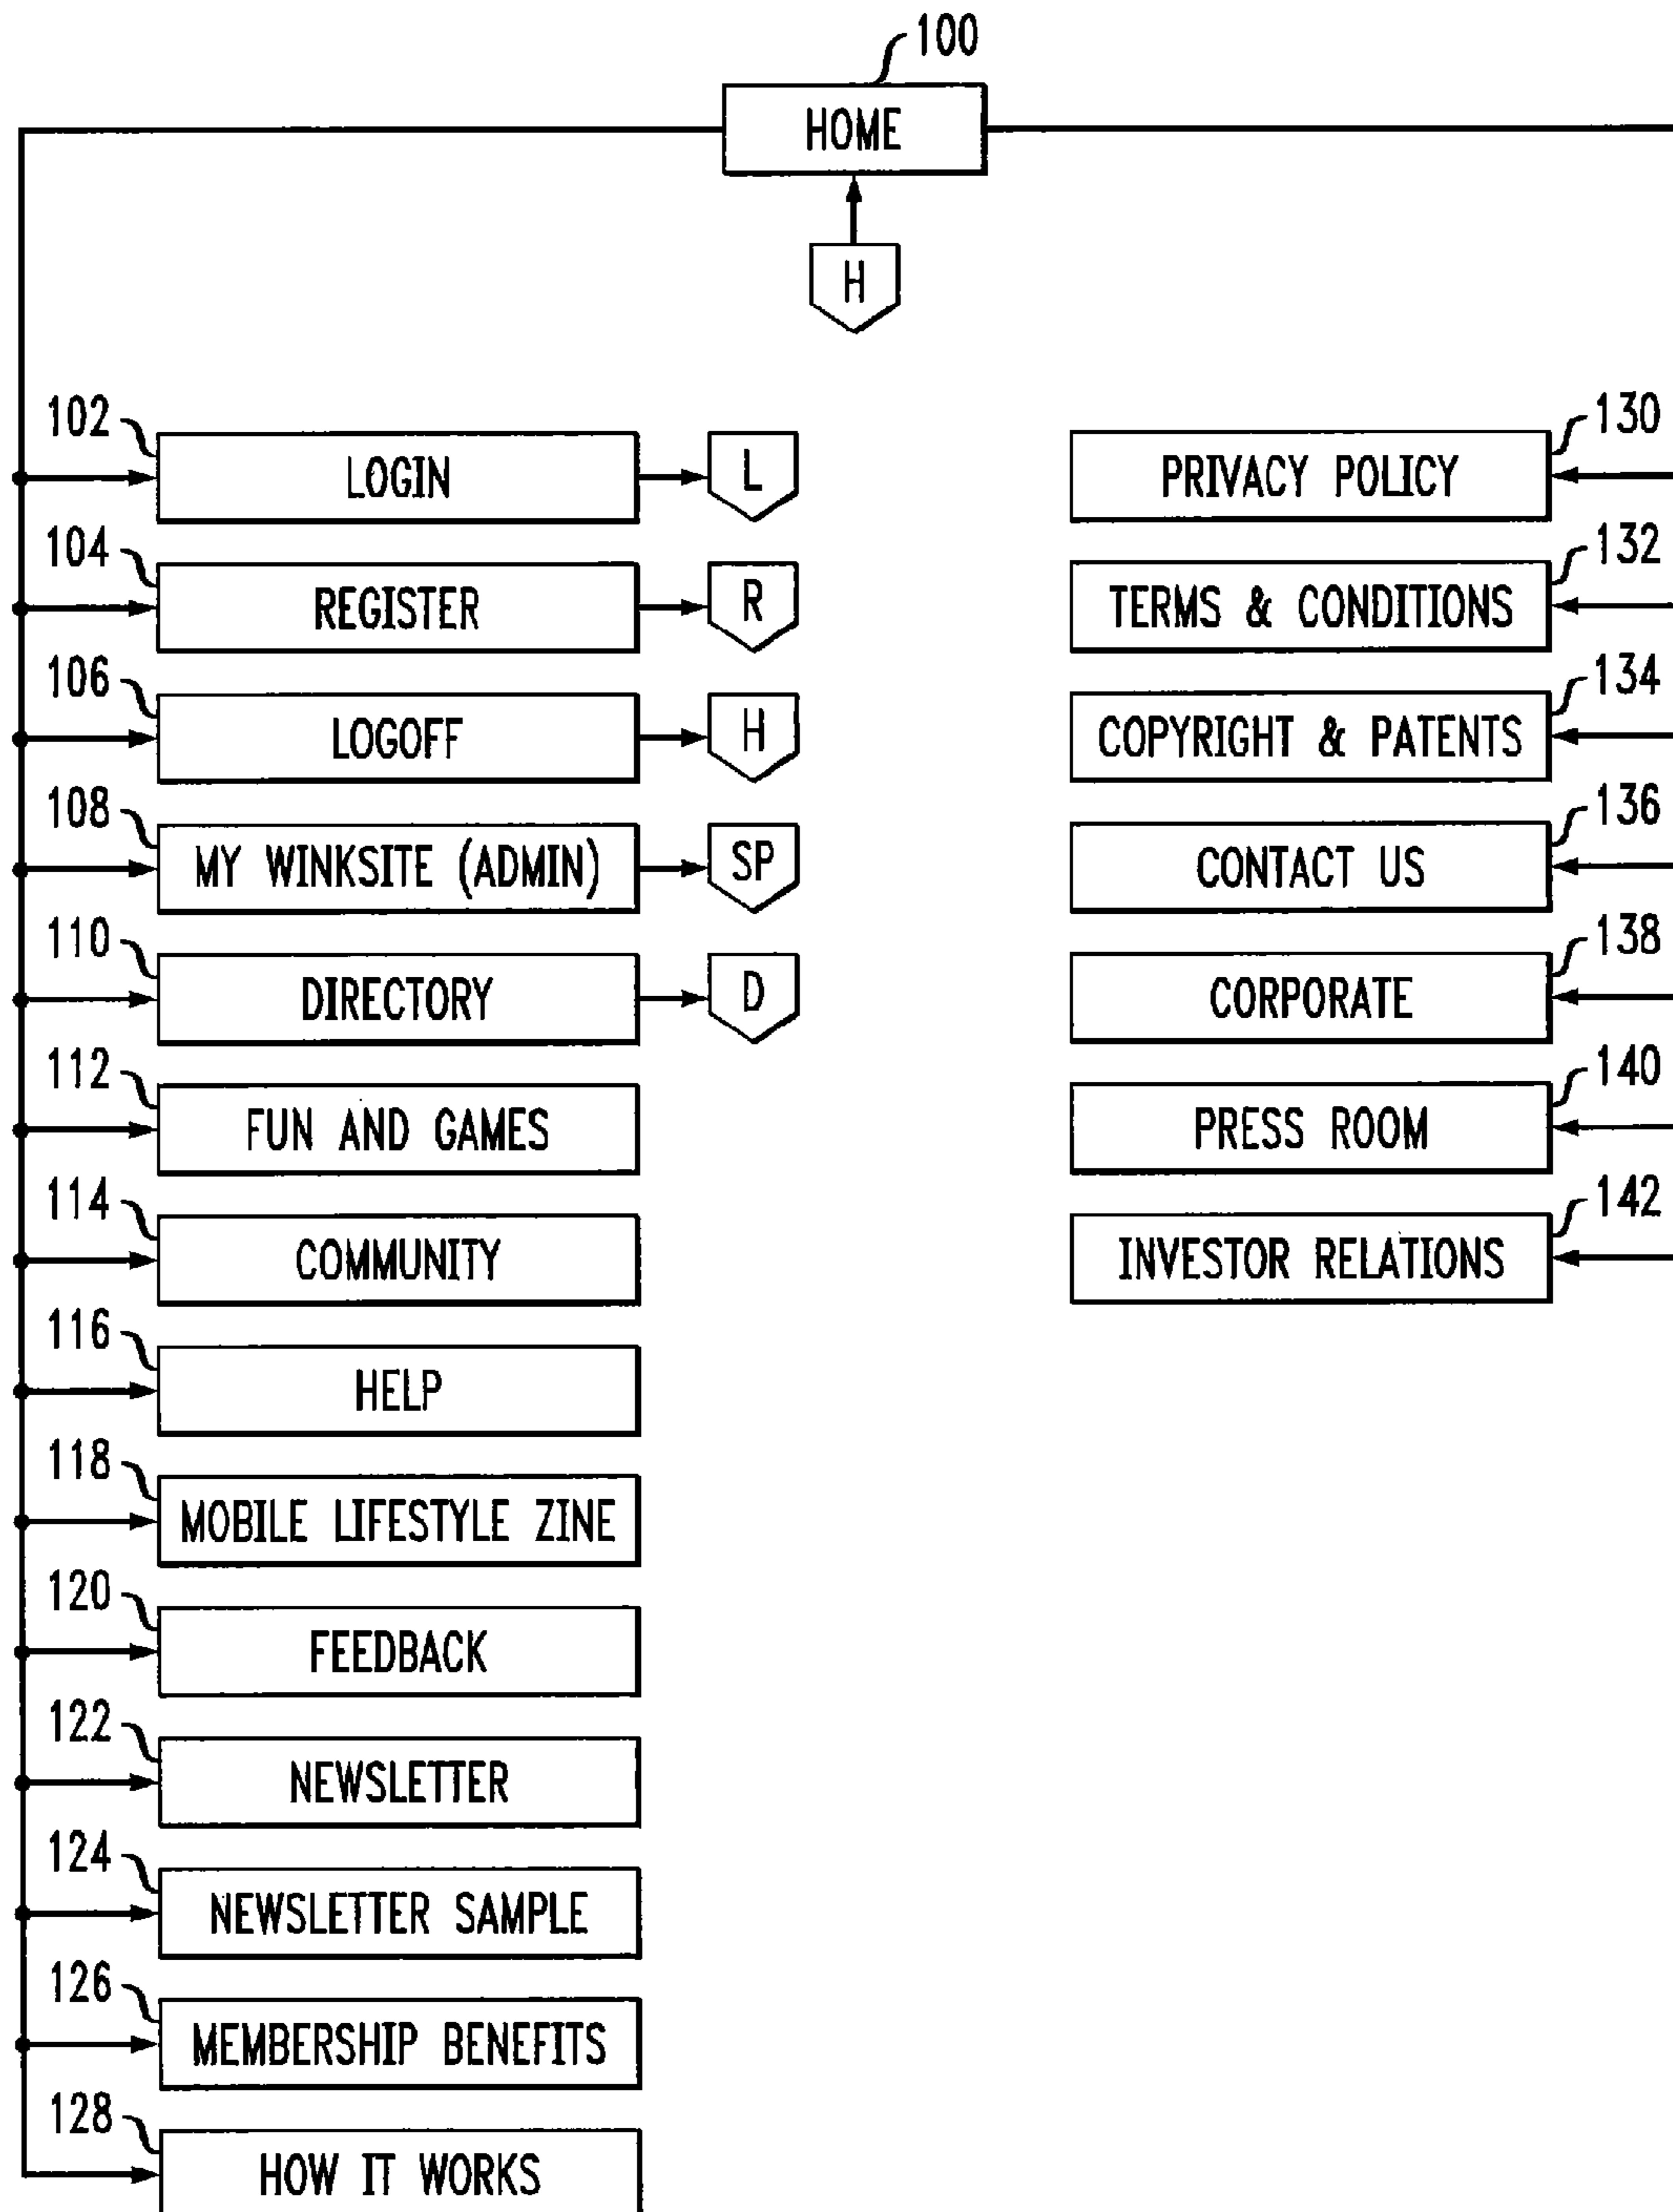 100
HOME
H
102
LOGIN
L
104
REGISTER
R
106
LOGOFF
H
108
MY WINKSITE (ADMIN)
SP
110
DIRECTORY
D
112
FUN AND GAMES
114
COMMUNITY
116
HELP
118
MOBILE LIFESTYLE ZINE
120
FEEDBACK
122
NEWSLETTER
124
NEWSLETTER SAMPLE
126
MEMBERSHIP BENEFITS
128
HOW IT WORKS
130
PRIVACY POLICY
132
TERMS & CONDITIONS
134
COPYRIGHT & PATENTS
136
CONTACT US
138
CORPORATE
140
PRESS ROOM
142
INVESTOR RELATIONS